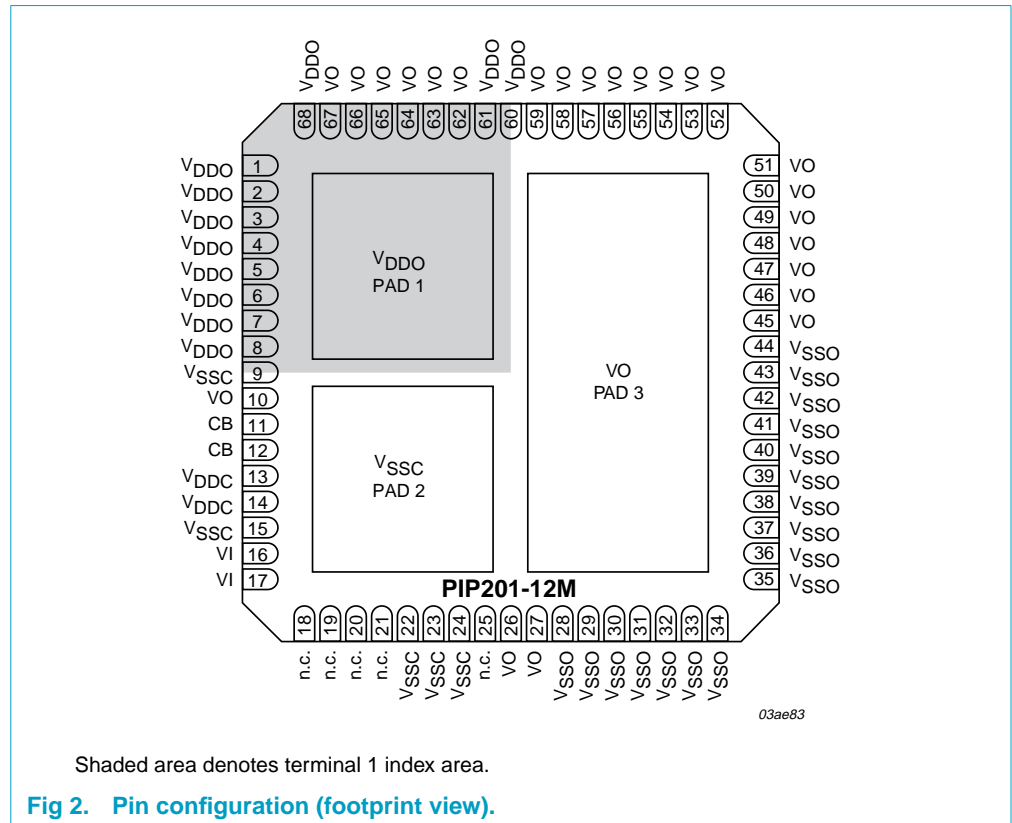 VDDO VO VO VO VO VO VO VDDO VDDO VO VO VO VO VO VO VO VO
68 67 66 65 64 63 62 61 60 59 58 57 56 55 54 53 52
VDDO 1
VDDO 2
VDDO 3
VDDO 4
VDDO 5
VDDO 6
VDDO 7
VDDO 8
VSSC 9
VO 10
CB 11
CB 12
VDDC 13
VDDC 14
VSSC 15
VI 16
VI 17
VDDO
PAD 1
VSSC
PAD 2
VO
PAD 3
51 VO
50 VO
49 VO
48 VO
47 VO
46 VO
45 VO
44 VSSO
43 VSSO
42 VSSO
41 VSSO
40 VSSO
39 VSSO
38 VSSO
37 VSSO
36 VSSO
35 VSSO
PIP201-12M
18 19 20 21 22 23 24 25 26 27 28 29 30 31 32 33 34
n.c. n.c. n.c. n.c. VSSC VSSC VSSC n.c. VO VO VSSO VSSO VSSO VSSO VSSO VSSO VSSO
03ae83
Shaded area denotes terminal 1 index area.
Fig 2. Pin configuration (footprint view).